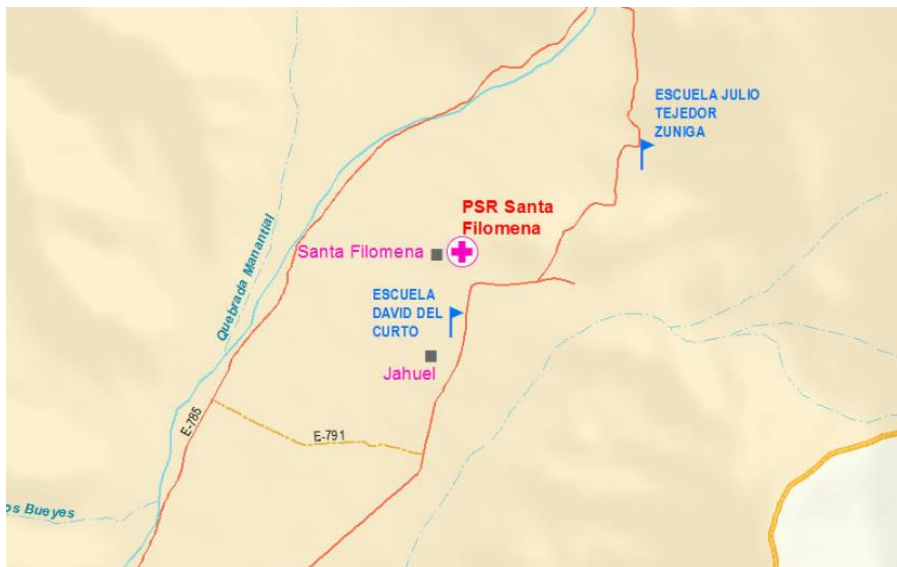 ESCUELA JULIO
TEJEDOR
ZUNIGA
PSR Santa
Filomena
Santa Filomena
Quebrada Manantial
ESCUELA
DAVID DEL
CURTO
Jahuel
E-785
E-791
os Bueyes